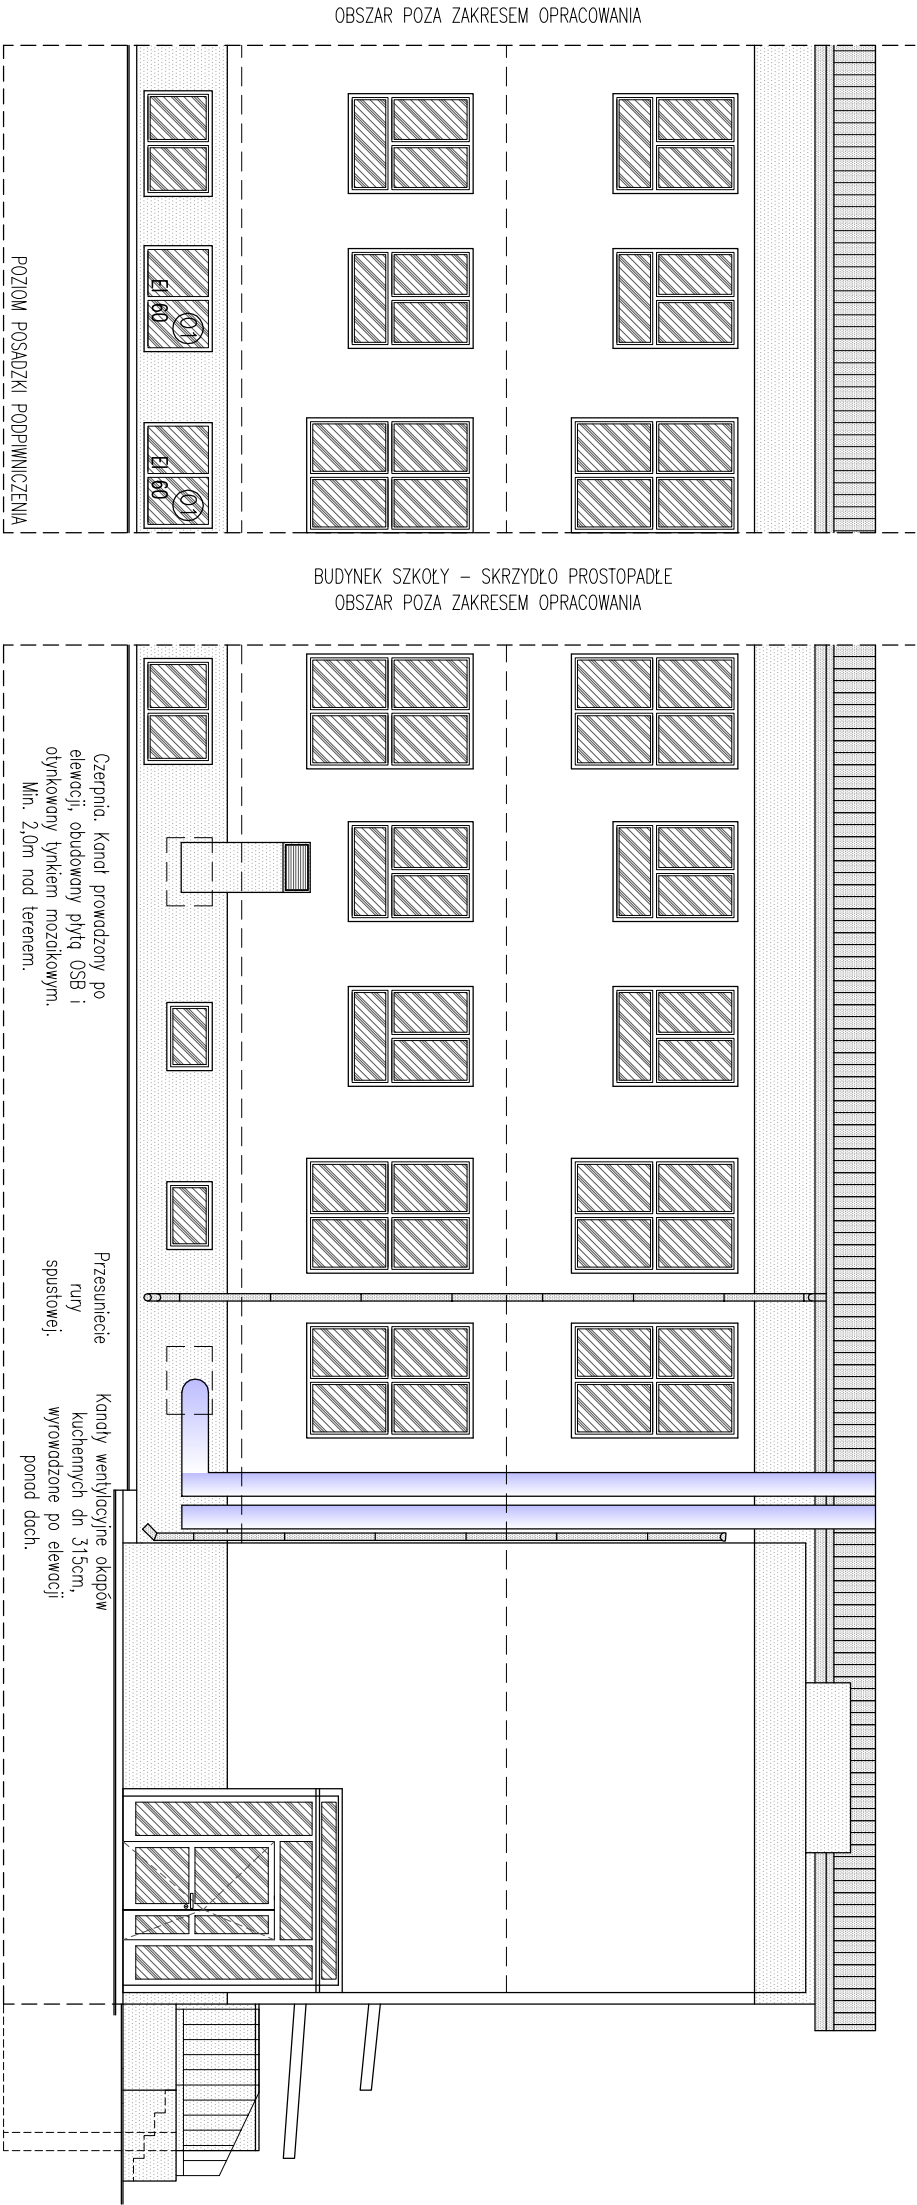 OBSZAR POZA ZAKRESEM OPRACOWANIA
EI 60
O1
EI 60
O1
POZIOM POSADZKI PODPIWNICZENIA
BUDYNEK SZKOŁY – SKRZYDŁO PROSTOPADŁE
OBSZAR POZA ZAKRESEM OPRACOWANIA
Czerpnia. Kanał prowadzony po
elewacji, obudowany płytą OSB i
otynkowany tynkiem mozaikowym.
Min. 2,0m nad terenem.
Przesuniecie
rury
spustowej.
Kanały wentylacyjne okapów
kuchennych dn 315cm,
wyrowadzone po elewacji
ponad dach.